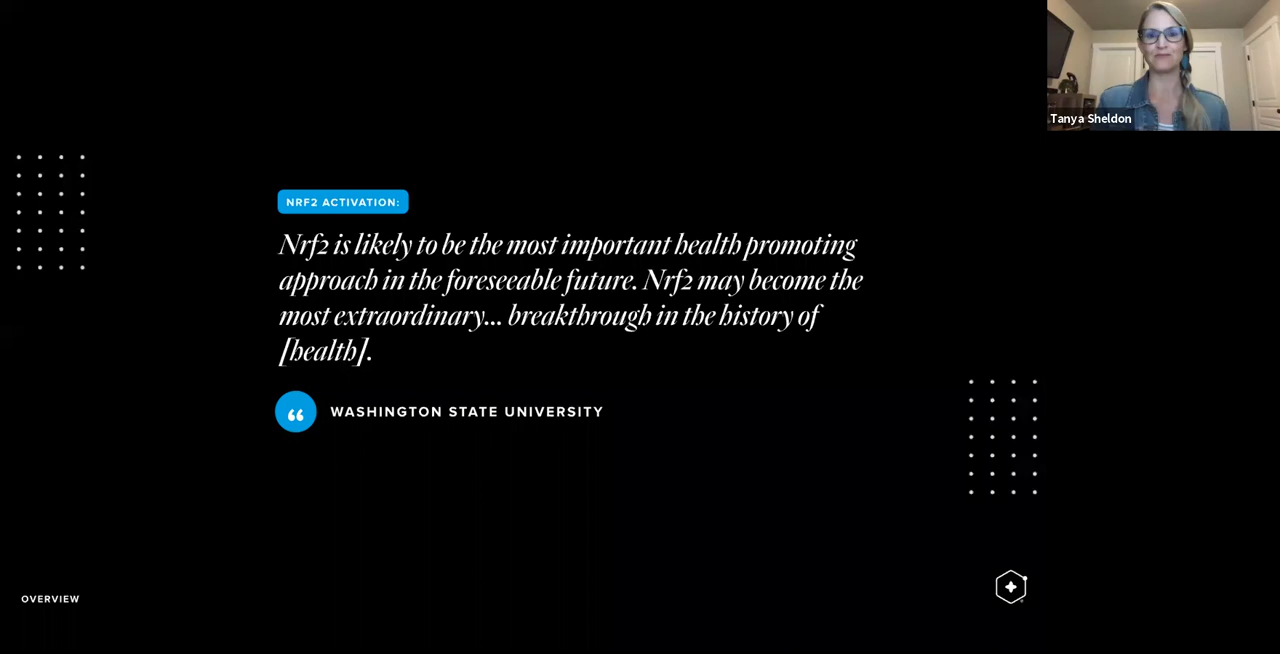 Tanya Sheldon
NRF2 ACTIVATION:
Nrf2 is likely to be the most important health promoting
approach in the foreseeable future. Nrf2 may become the
most extraordinary... breakthrough in the history of
[health].
WASHINGTON STATE UNIVERSITY
OVERVIEW